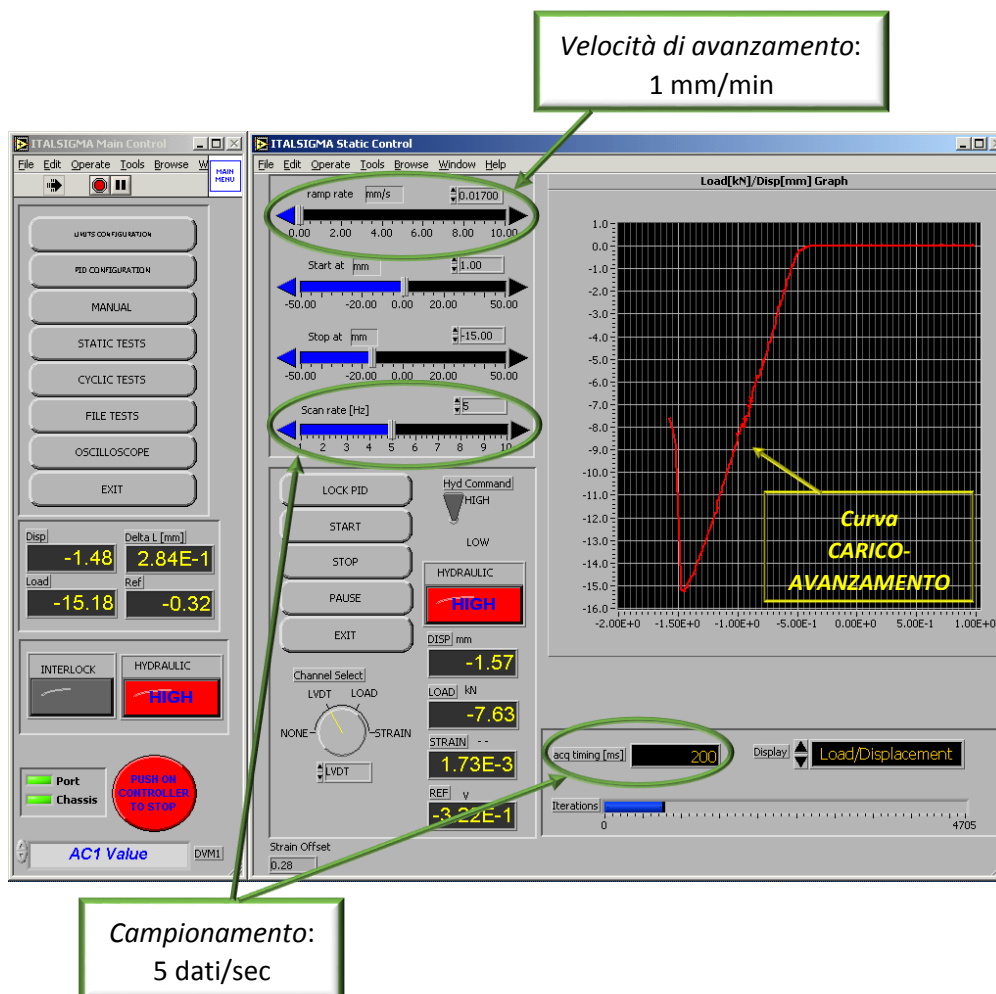 Velocità di avanzamento:
1 mm/min
ITALSIGMA Main Control
File Edit Operate Tools Browse W
MAIN
MENU
LIMITS CONFIGURATION
PID CONFIGURATION
MANUAL
STATIC TESTS
CYCLIC TESTS
FILE TESTS
OSCILLOSCOPE
EXIT
Disp Delta L [mm]
-1.48 2.84E-1
Load Ref
-15.18 -0.32
INTERLOCK HYDRAULIC
HIGH
Port
Chassis
PUSH ON
CONTROLLER
TO STOP
AC1 Value DVM1
ITALSIGMA Static Control
File Edit Operate Tools Browse Window Help
ramp rate mm/s 0.01700
0.00 2.00 4.00 6.00 8.00 10.00
Start at mm 1.00
-50.00 -20.00 0.00 20.00 50.00
Stop at mm -15.00
-50.00 -20.00 0.00 20.00 50.00
Scan rate [Hz] 5
1 2 3 4 5 6 7 8 9 10
LOCK PID
START
STOP
PAUSE
EXIT
Hyd Command
HIGH
LOW
HYDRAULIC
HIGH
DISP mm
-1.57
LOAD kN
-7.63
STRAIN --
1.73E-3
REF v
-3.22E-1
Channel Select
LVDT LOAD
NONE STRAIN
LVDT
Strain Offset
0.28
Load[kN]/Disp[mm] Graph
1.0
0.0
-1.0
-2.0
-3.0
-4.0
-5.0
-6.0
-7.0
-8.0
-9.0
-10.0
-11.0
-12.0
-13.0
-14.0
-15.0
-16.0
-2.00E+0 -1.50E+0 -1.00E+0 -5.00E-1 0.00E+0 5.00E-1 1.00E+0
Curva
CARICO-
AVANZAMENTO
acq timing [ms] 200 Display Load/Displacement
Iterations
0 4705
Campionamento:
5 dati/sec